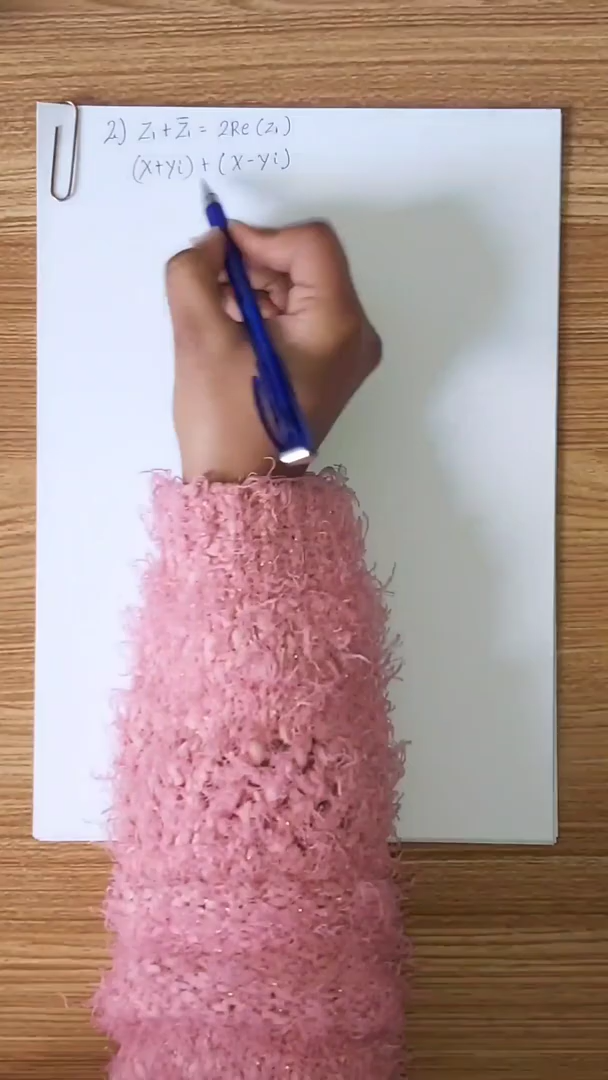 2) Z₁ + Z̄₁ = 2Re(z₁)
(x+yi) + (x-yi)